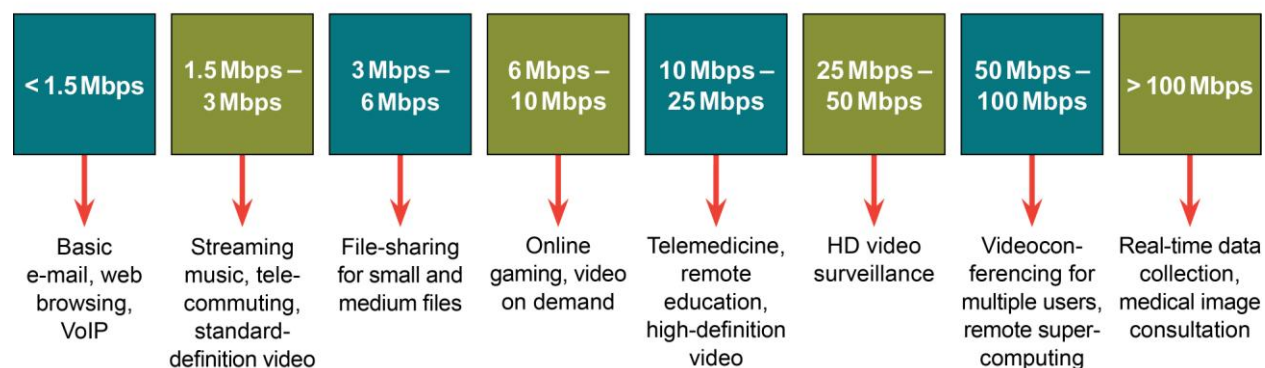 < 1.5 Mbps
1.5 Mbps –
3 Mbps
3 Mbps –
6 Mbps
6 Mbps –
10 Mbps
10 Mbps –
25 Mbps
25 Mbps –
50 Mbps
50 Mbps –
100 Mbps
> 100 Mbps
Basic
e-mail, web
browsing,
VoIP
Streaming
music, tele-
commuting,
standard-
definition video
File-sharing
for small and
medium files
Online
gaming, video
on demand
Telemedicine,
remote
education,
high-definition
video
HD video
surveillance
Videocon-
ferencing for
multiple users,
remote super-
computing
Real-time data
collection,
medical image
consultation